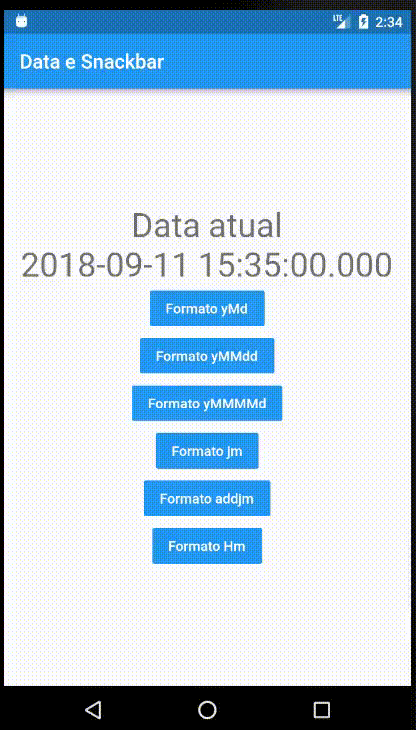 LTE 2:34
Data e Snackbar
Data atual
2018-09-11 15:35:00.000
Formato yMd
Formato yMMdd
Formato yMMMMd
Formato jm
Formato addjm
Formato Hm